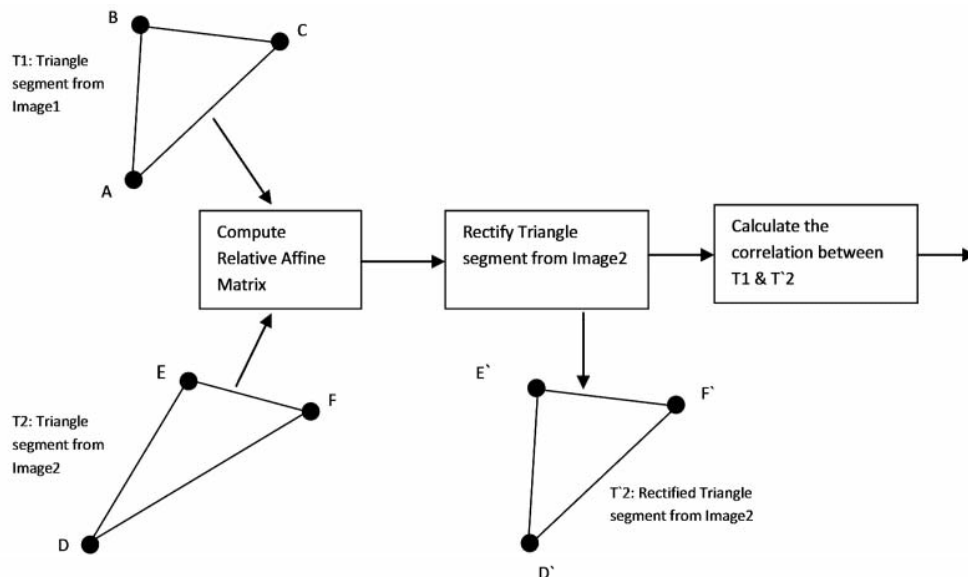 B
C
T1: Triangle
segment from
Image1
A
Compute
Relative Affine
Matrix
Rectify Triangle
segment from Image2
Calculate the
correlation between
T1 & T`2
E
F
T2: Triangle
segment from
Image2
D
E`
F`
T`2: Rectified Triangle
segment from Image2
D`